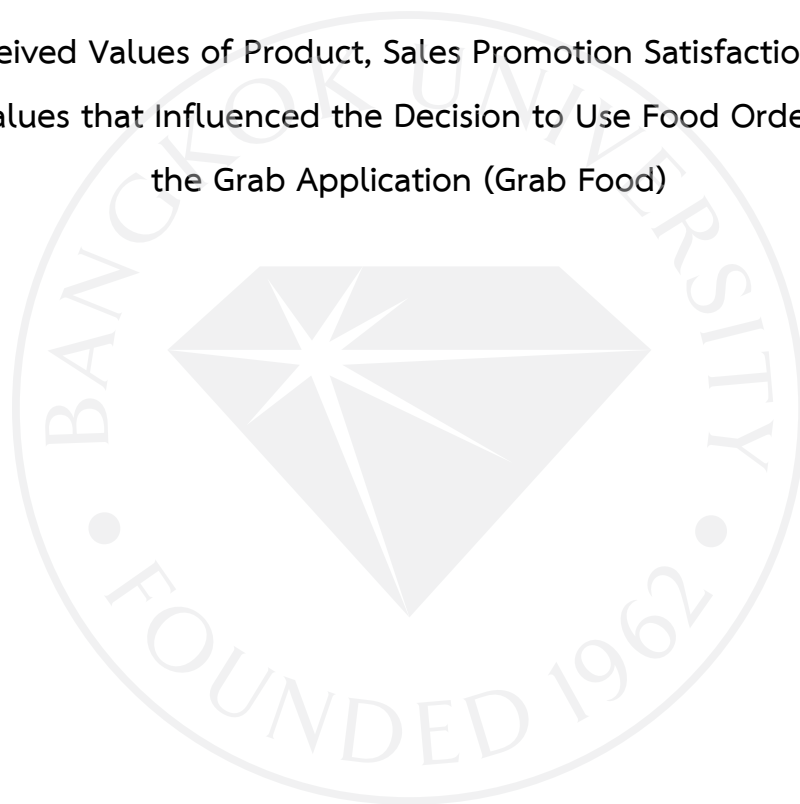 eived Values of Product, Sales Promotion Satisfactio
alues that Influenced the Decision to Use Food Orde
the Grab Application (Grab Food)
BANGKOK UNIVERSITY
• FOUNDED 1962 •